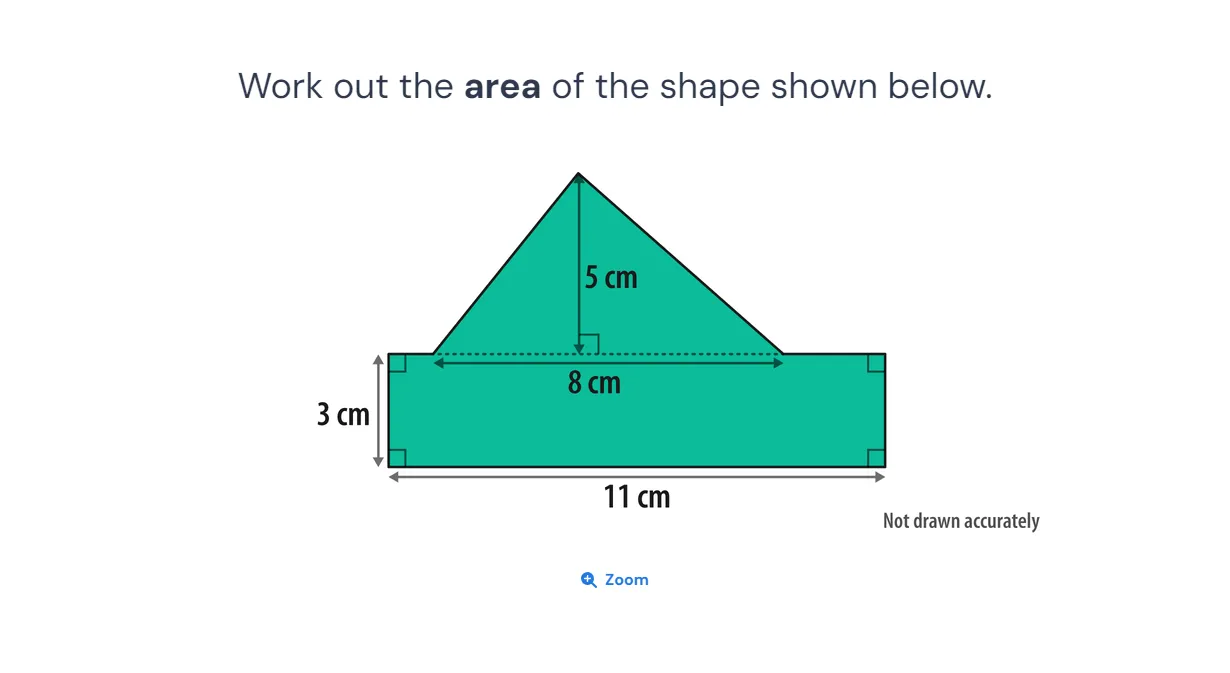 Work out the area of the shape shown below.
5 cm
8 cm
3 cm
11 cm
Not drawn accurately
Zoom